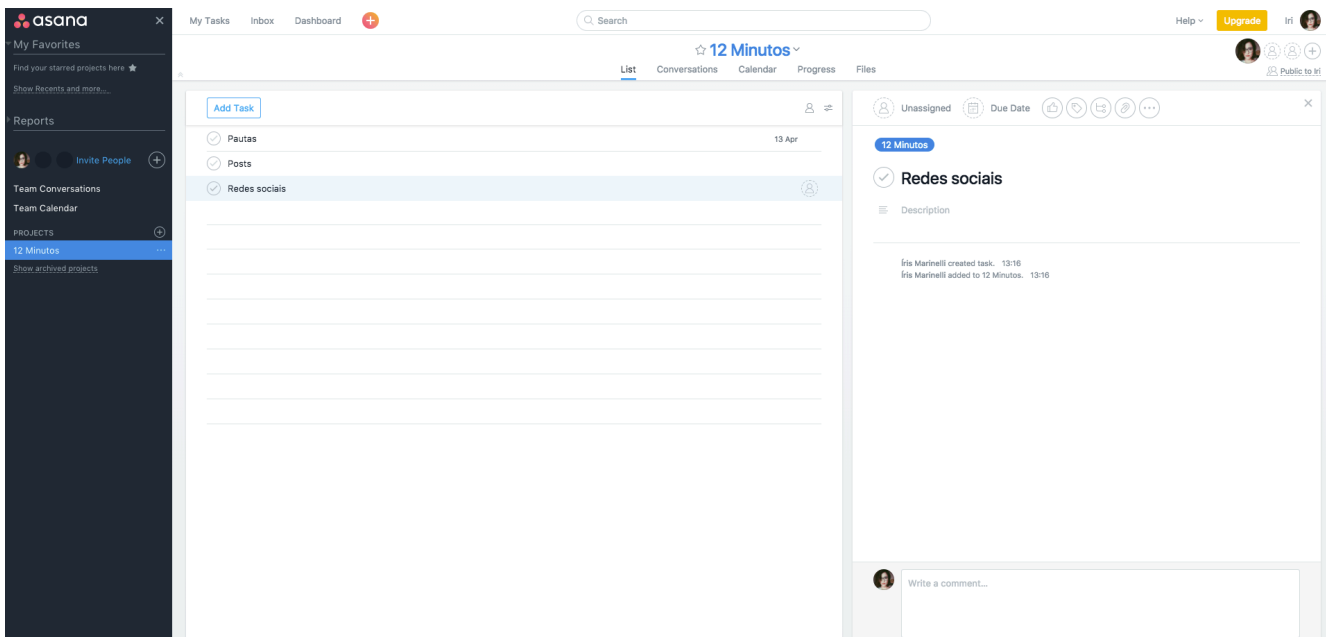 asana
My Favorites
Find your starred projects here
Show Recents and more...
Reports
Invite People
Team Conversations
Team Calendar
PROJECTS
12 Minutos
Show archived projects
My Tasks Inbox Dashboard
Search
Help Upgrade Iri
12 Minutos
List Conversations Calendar Progress Files
Public to Iri
Add Task
Pautas 13 Apr
Posts
Redes sociais
Unassigned Due Date
12 Minutos
Redes sociais
Description
Íris Marinelli created task. 13:16
Íris Marinelli added to 12 Minutos. 13:16
Write a comment...